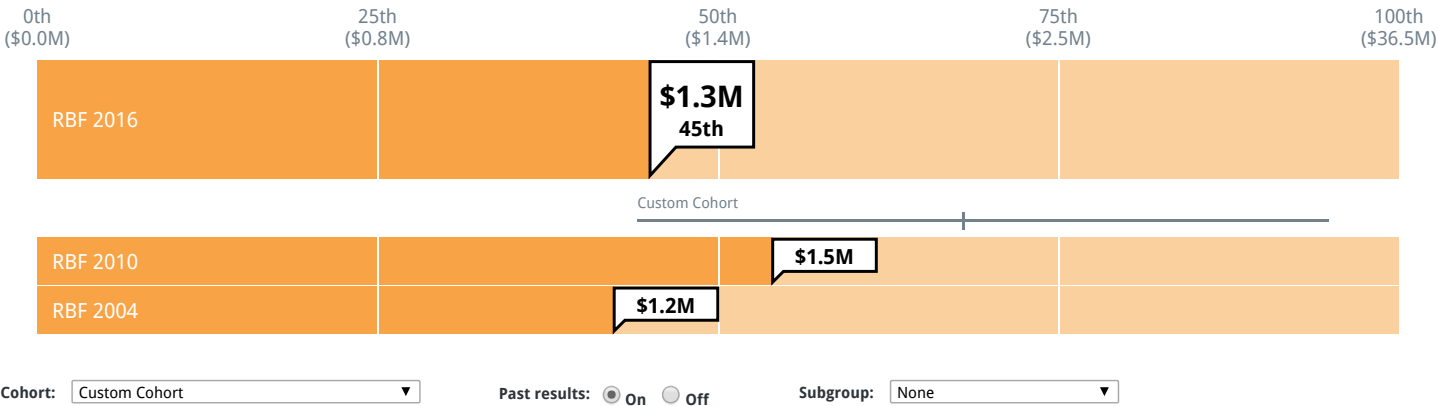 0th 25th 50th 75th 100th
($0.0M) ($0.8M) ($1.4M) ($2.5M) ($36.5M)
$1.3M
RBF 2016
45th
Custom Cohort
RBF 2010 $1.5M
RBF 2004 $1.2M
Cohort: Custom Cohort ▼ Past results: On Off Subgroup: None ▼